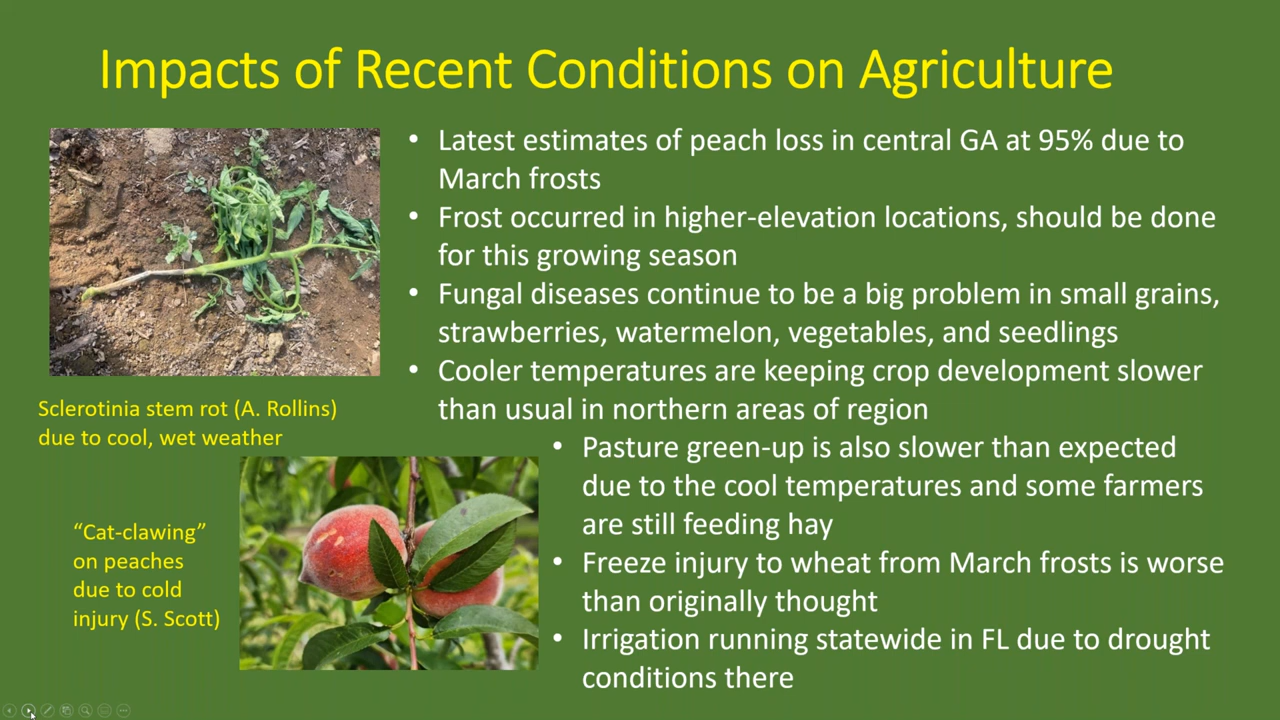 Impacts of Recent Conditions on Agriculture
• Latest estimates of peach loss in central GA at 95% due to
March frosts
• Frost occurred in higher-elevation locations, should be done
for this growing season
• Fungal diseases continue to be a big problem in small grains,
strawberries, watermelon, vegetables, and seedlings
• Cooler temperatures are keeping crop development slower
than usual in northern areas of region
• Pasture green-up is also slower than expected
due to the cool temperatures and some farmers
are still feeding hay
• Freeze injury to wheat from March frosts is worse
than originally thought
• Irrigation running statewide in FL due to drought
conditions there
Sclerotinia stem rot (A. Rollins)
due to cool, wet weather
“Cat-clawing”
on peaches
due to cold
injury (S. Scott)